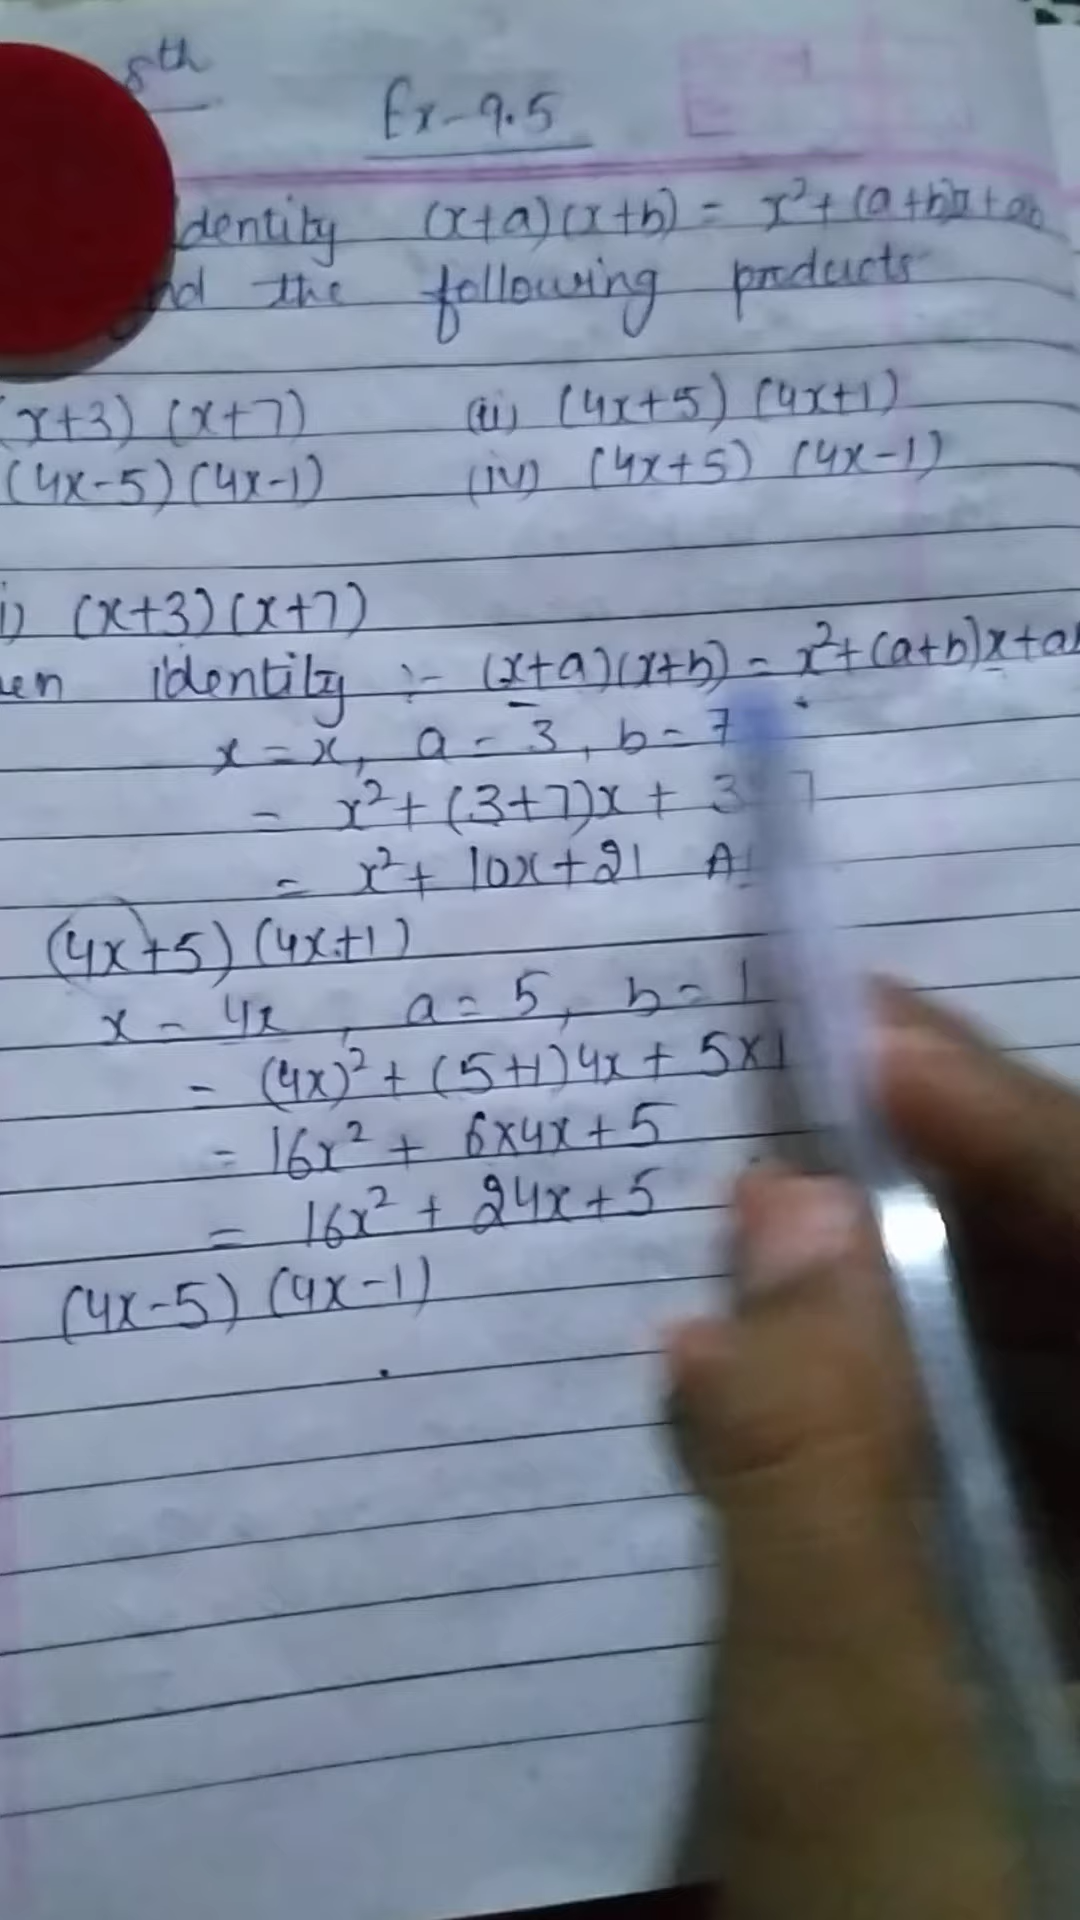 8th
Ex-9.5
identity (x+a)(x+b) = x²+(a+b)x+ab
the following products
(x+3) (x+7) (ii) (4x+5) (4x+1)
(4x-5)(4x-1) (iv) (4x+5) (4x-1)
i) (x+3)(x+7)
identity :- (x+a)(x+b) = x²+(a+b)x+ab
x = x, a = 3, b = 7
= x²+(3+7)x + 3 7
= x²+ 10x+21
(4x+5) (4x+1)
x = 4x, a = 5, b = 1
= (4x)²+(5+1)4x + 5x1
= 16x² + 6x4x+5
= 16x² + 24x+5
(4x-5) (4x-1)